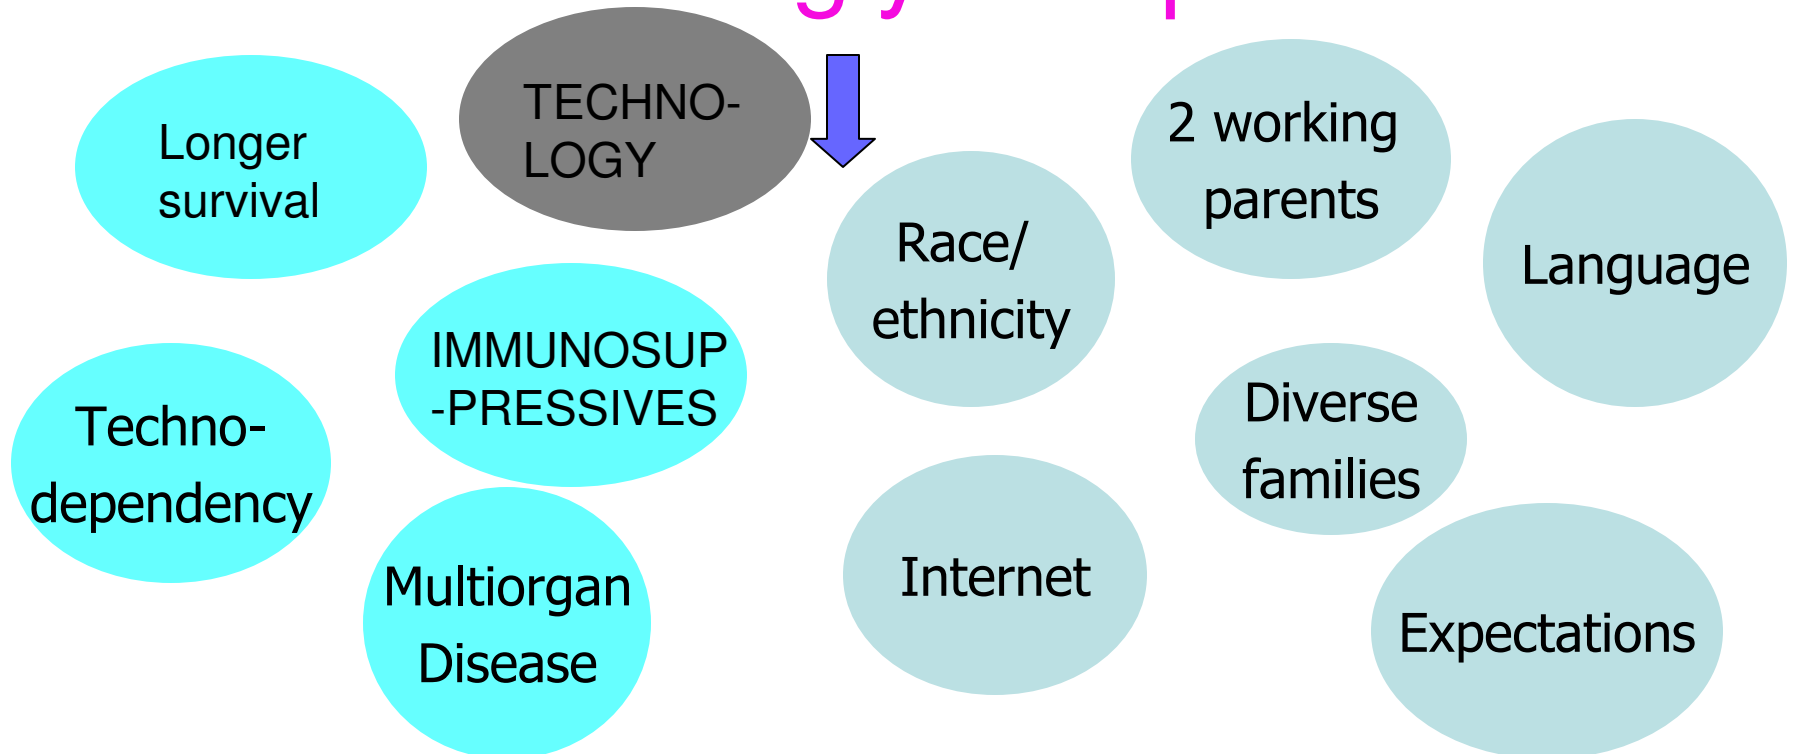 Longer
survival
TECHNO-
LOGY
2 working
parents
Race/
ethnicity
Language
IMMUNOSUP
-PRESSIVES
Techno-
dependency
Diverse
families
Multiorgan
Disease
Internet
Expectations